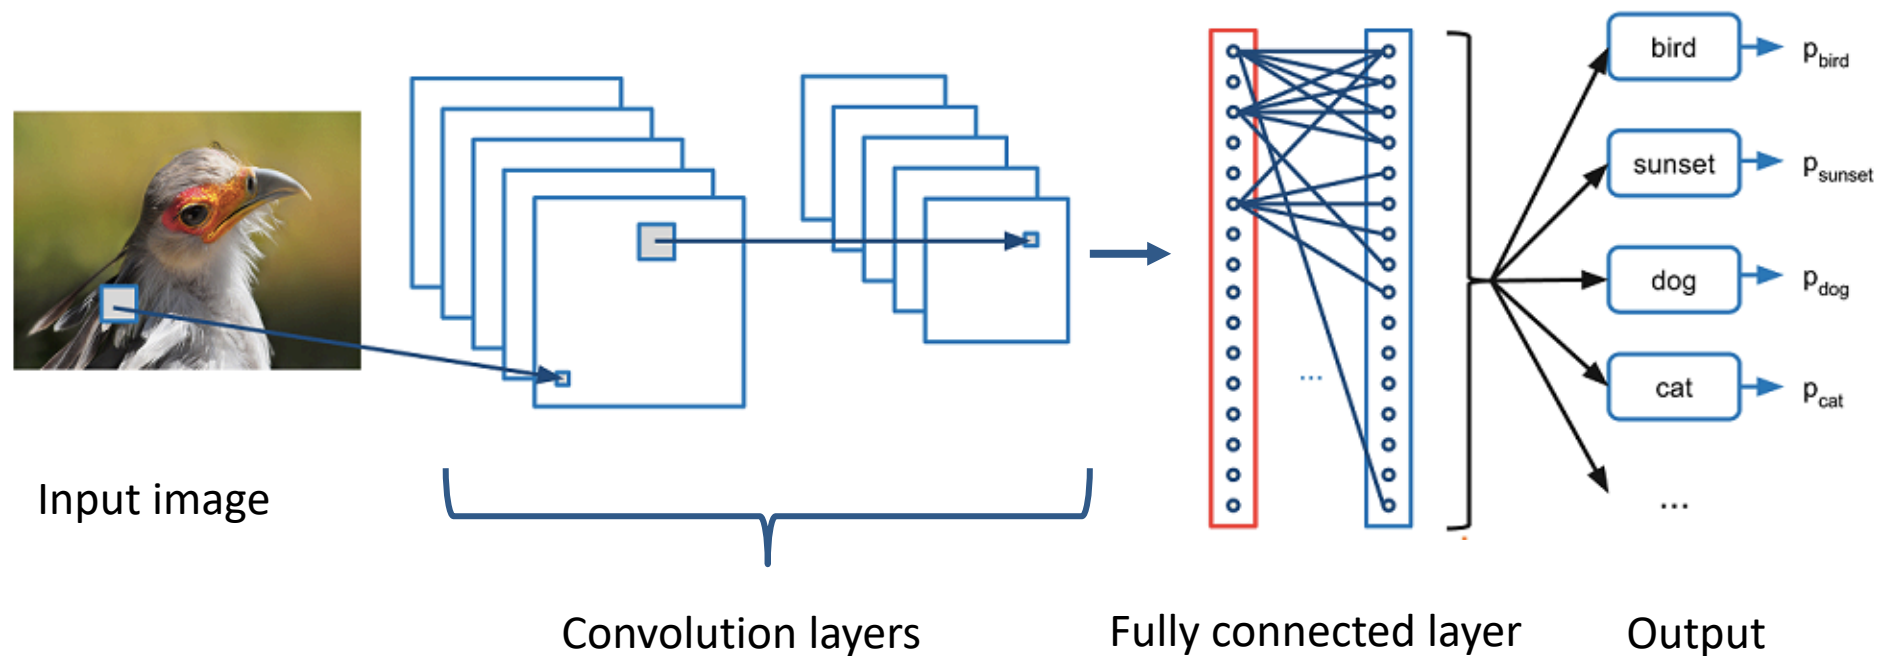 bird
p_bird
sunset
p_sunset
dog
p_dog
cat
p_cat
...
...
Input image
Convolution layers
Fully connected layer
Output